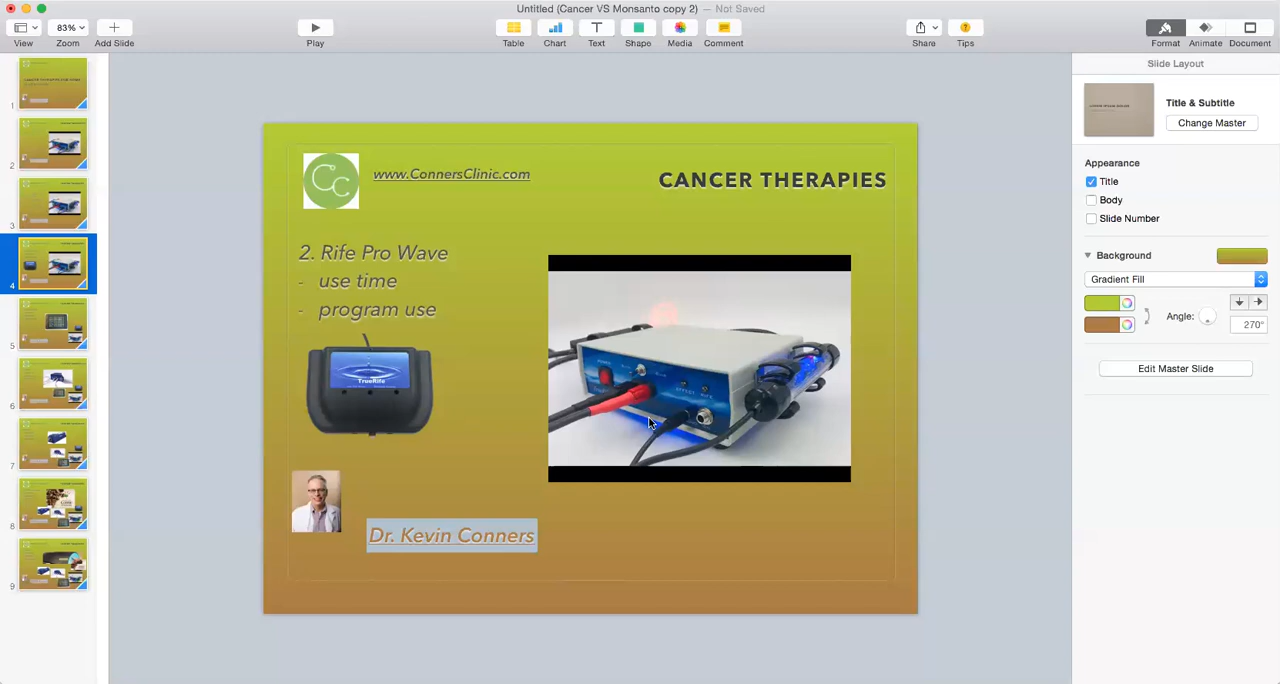 Untitled (Cancer VS Monsanto copy 2) — Not Saved
83%
View
Zoom
Add Slide
Play
Table
Chart
Text
Shape
Media
Comment
Share
Tips
Format
Animate
Document
Slide Layout
Title & Subtitle
Change Master
Appearance
Title
Body
Slide Number
Background
Gradient Fill
Angle:
270°
Edit Master Slide
1
2
3
4
5
6
7
8
9
CC
www.ConnersClinic.com
CANCER THERAPIES
2. Rife Pro Wave
- use time
- program use
TrueRife
POWER
EFFECT
Dr. Kevin Conners